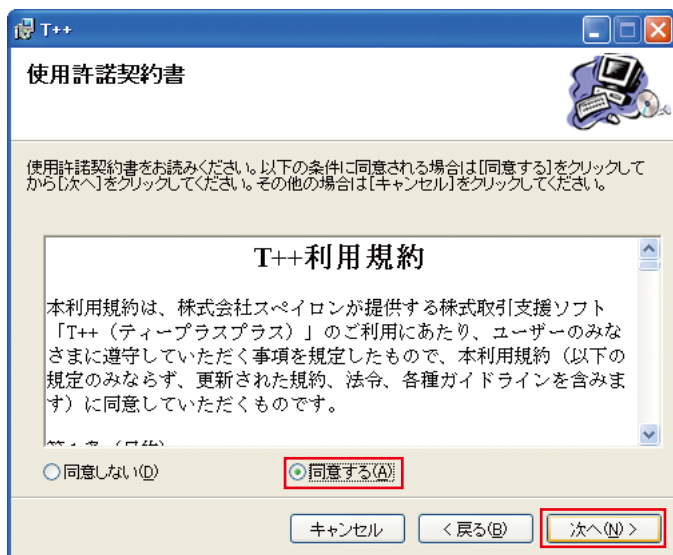 T++
使用許諾契約書
使用許諾契約書をお読みください。以下の条件に同意される場合は[同意する]をクリックして
から[次へ]をクリックしてください。その他の場合は[キャンセル]をクリックしてください。
T++利用規約
本利用規約は、株式会社スペイロンが提供する株式取引支援ソフト
「T++（ティープラスプラス）」のご利用にあたり、ユーザーのみな
さまに遵守していただく事項を規定したもので、本利用規約（以下の
規定のみならず、更新された規約、法令、各種ガイドラインを含みま
す）に同意していただくものです。
同意しない(D)
同意する(A)
キャンセル
< 戻る(B)
次へ(N) >